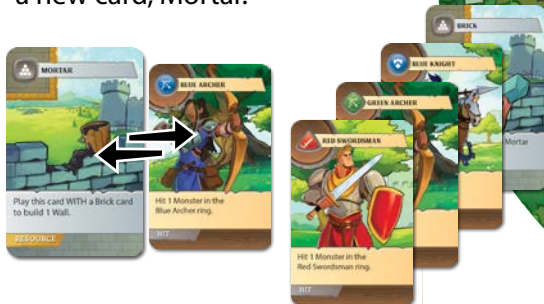 a new card, Mortar.
MORTAR
Play this card WITH a Brick card
to build 1 Wall.
RESOURCE
BLUE ARCHER
Hit 1 Monster in the
Blue Archer ring.
HIT
RED SWORDSMAN
Hit 1 Monster in the
Red Swordsman ring.
HIT
GREEN ARCHER
BLUE KNIGHT
BRICK
Mortar